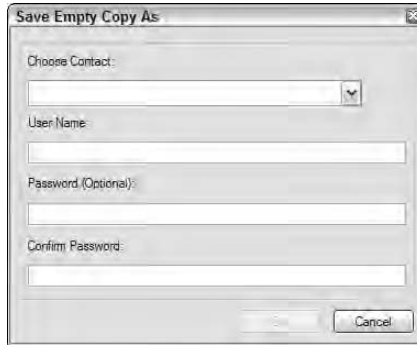 Save Empty Copy As
Choose Contact:
User Name
Password (Optional):
Confirm Password:
Cancel